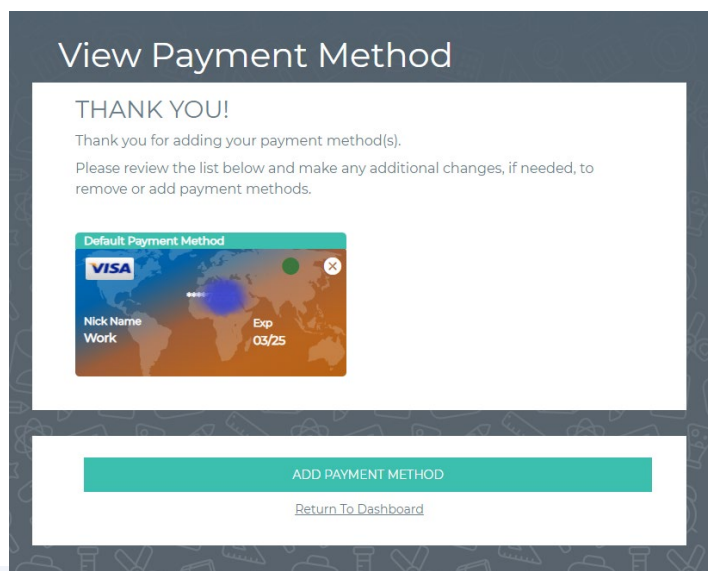 View Payment Method
THANK YOU!
Thank you for adding your payment method(s).
Please review the list below and make any additional changes, if needed, to
remove or add payment methods.
Default Payment Method
VISA
Nick Name
Exp
Work
03/25
ADD PAYMENT METHOD
Return To Dashboard